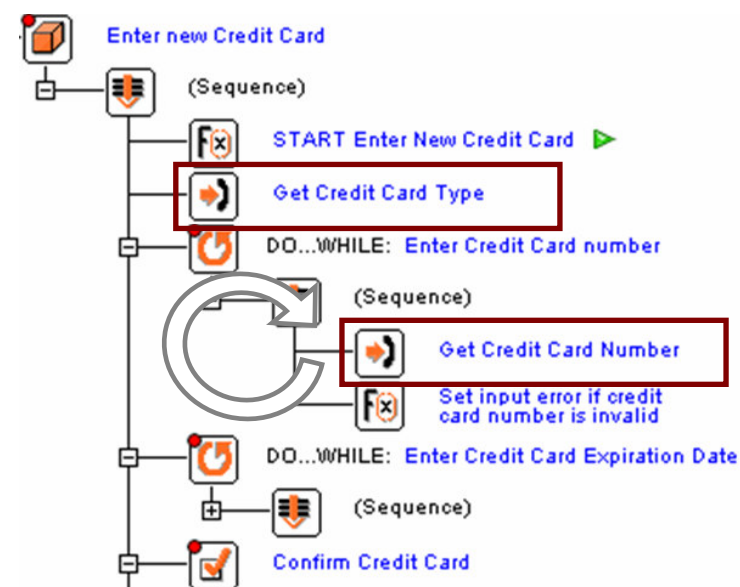 Enter new Credit Card
(Sequence)
F(x) START Enter New Credit Card
Get Credit Card Type
DO...WHILE: Enter Credit Card number
(Sequence)
Get Credit Card Number
F(x) Set input error if credit
card number is invalid
DO...WHILE: Enter Credit Card Expiration Date
(Sequence)
Confirm Credit Card